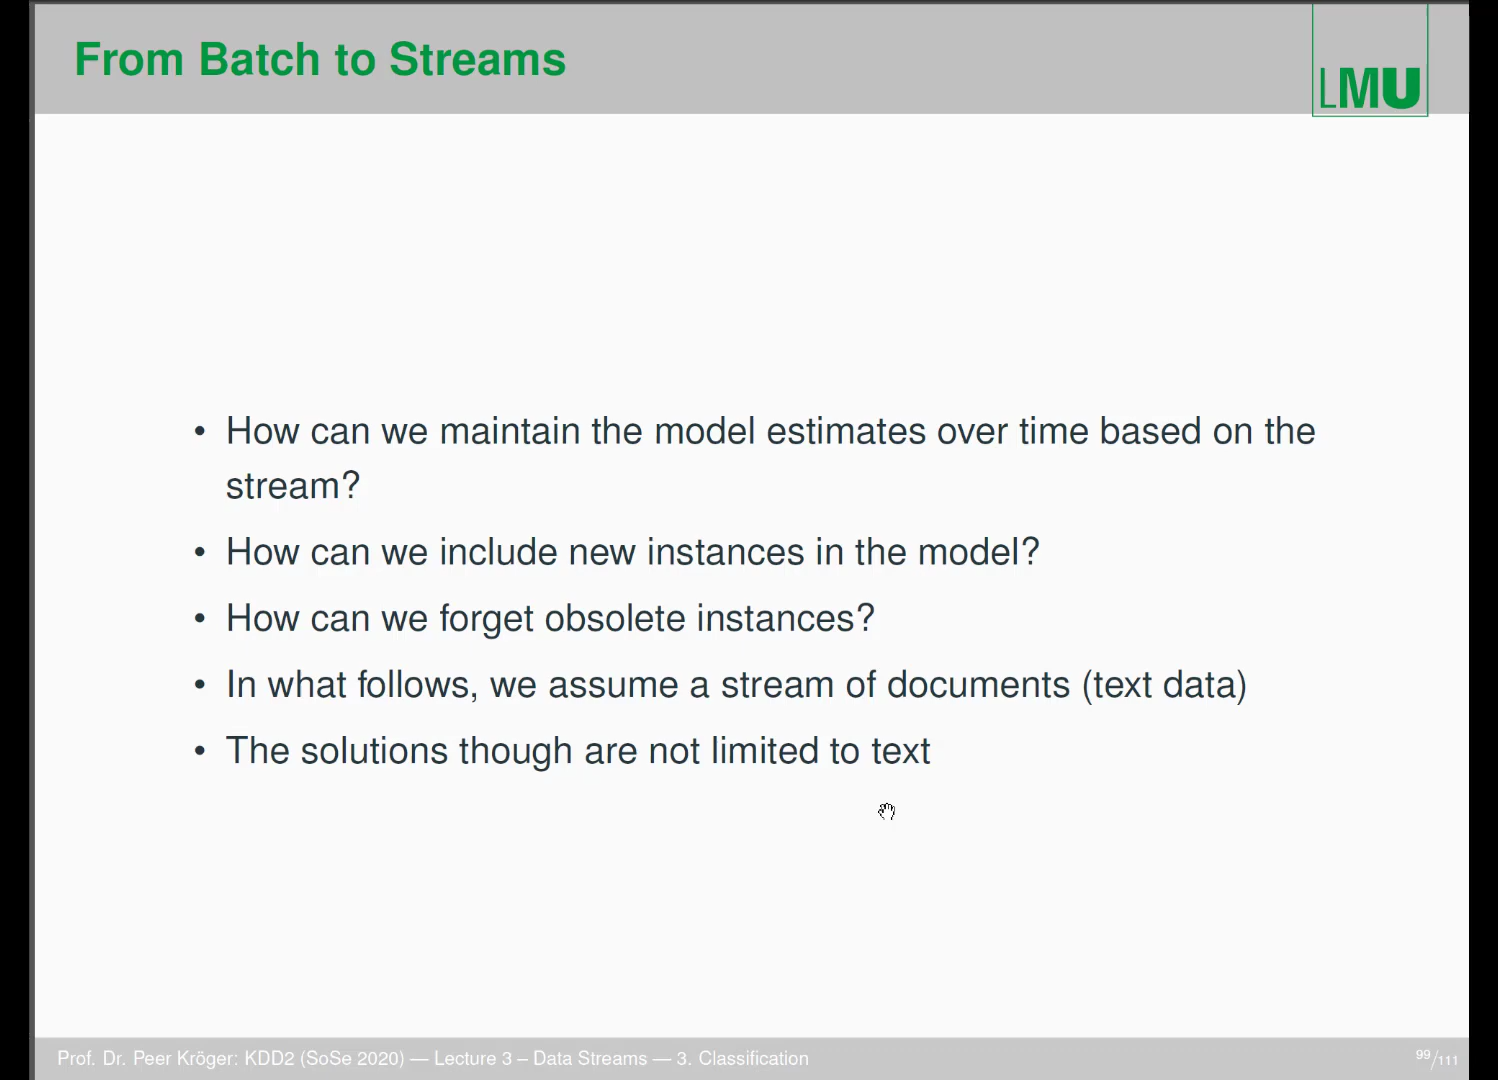 From Batch to Streams
LMU
• How can we maintain the model estimates over time based on the
stream?
• How can we include new instances in the model?
• How can we forget obsolete instances?
• In what follows, we assume a stream of documents (text data)
• The solutions though are not limited to text
Prof. Dr. Peer Kröger: KDD2 (SoSe 2020) — Lecture 3 – Data Streams — 3. Classification
99/111